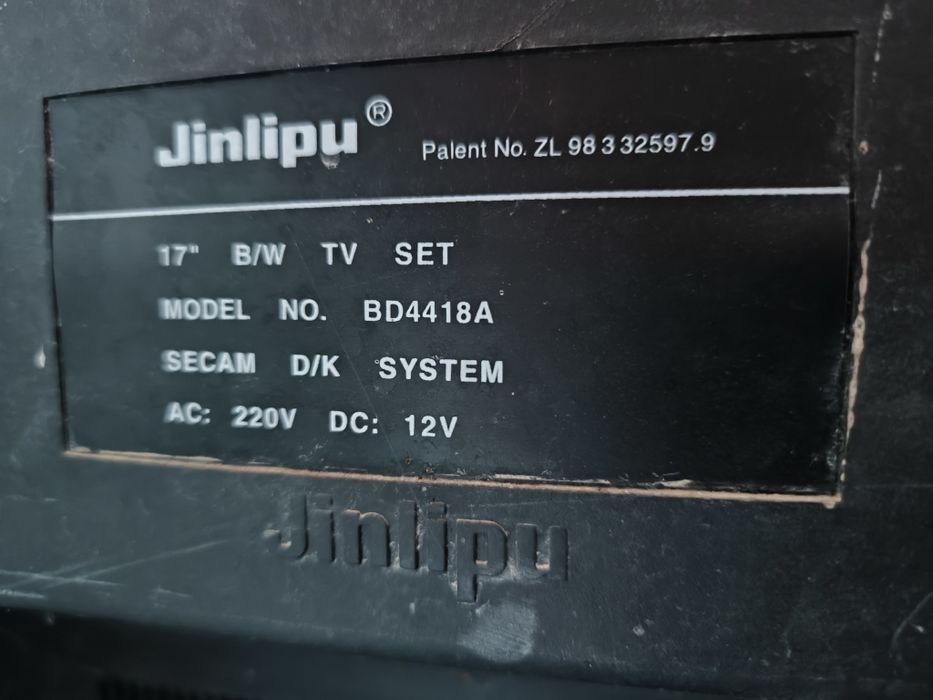 Jinlipu® Palent No. ZL 98 3 32597.9
17" B/W TV SET
MODEL NO. BD4418A
SECAM D/K SYSTEM
AC: 220V DC: 12V
Jinlipu